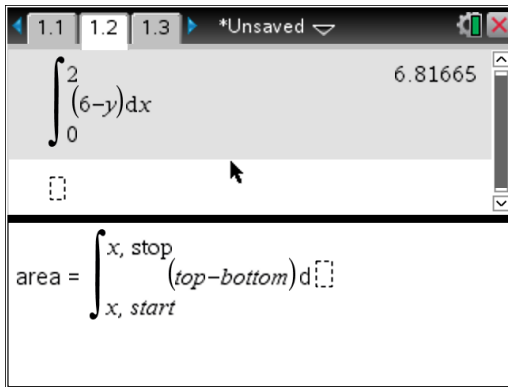 1.1 1.2 1.3 *Unsaved
∫₀² (6-y)dx 6.81665
area = ∫ x, stop (top-bottom)d
x, start